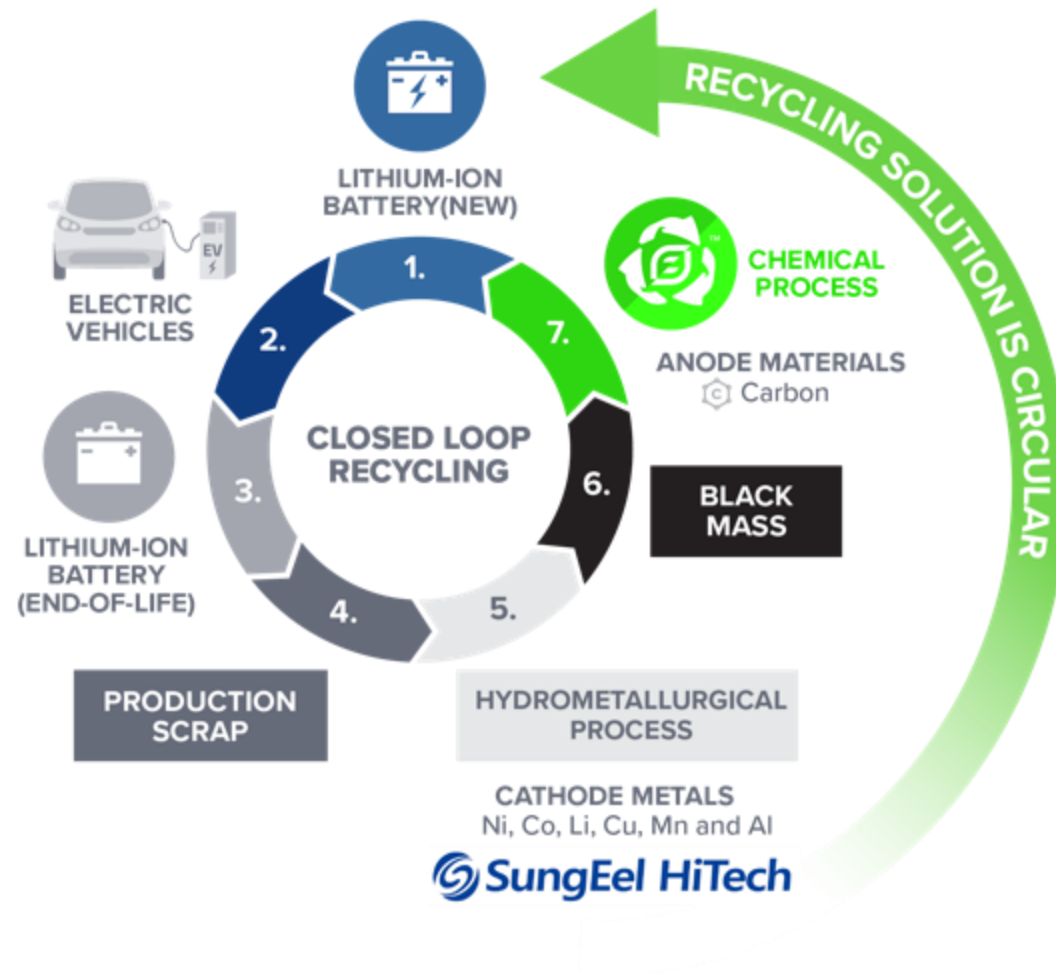 RECYCLING SOLUTION IS CIRCULAR
LITHIUM-ION
BATTERY(NEW)
EV
ELECTRIC
VEHICLES
1.
2.
3.
4.
5.
6.
7.
CLOSED LOOP
RECYCLING
™
CHEMICAL
PROCESS
ANODE MATERIALS
C Carbon
BLACK
MASS
LITHIUM-ION
BATTERY
(END-OF-LIFE)
PRODUCTION
SCRAP
HYDROMETALLURGICAL
PROCESS
CATHODE METALS
Ni, Co, Li, Cu, Mn and Al
SungEel HiTech